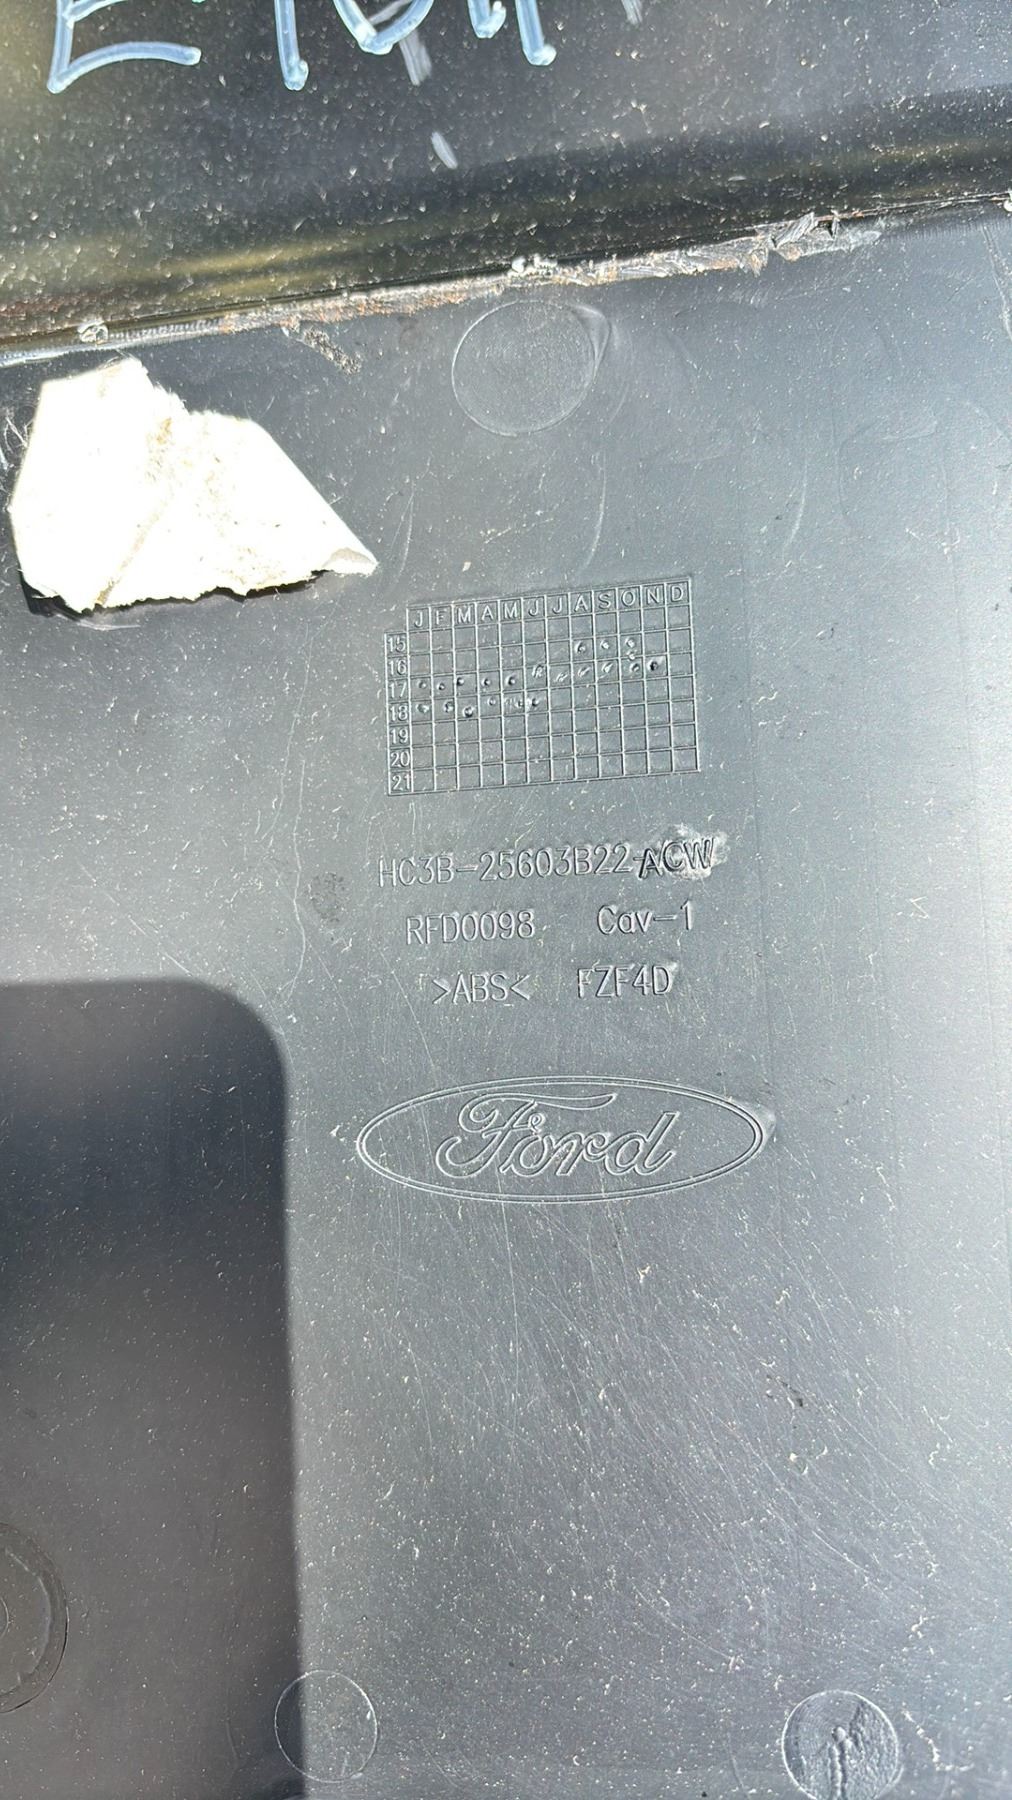 J F M A M J J A S O N D
15
16
17
18
19
20
21
HC3B-25603B22-ACW
RFD0098 Cav-1
>ABS< FZF4D
Ford